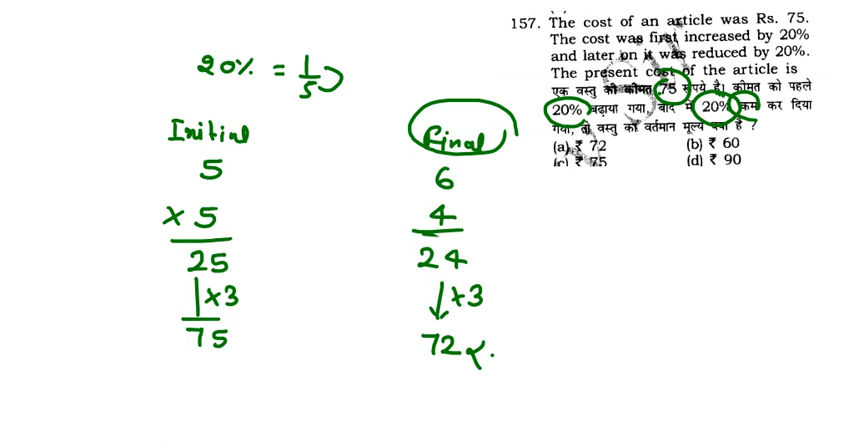 157. The cost of an article was Rs. 75.
The cost was first increased by 20%
and later on it was reduced by 20%.
The present cost of the article is
एक वस्तु की कीमत 75 रुपये है। कीमत को पहले
20% बढ़ाया गया, बाद में 20% कम कर दिया
गया, तो वस्तु का वर्तमान मूल्य क्या है ?
(a) ₹ 72 (b) ₹ 60
(c) ₹ 75 (d) ₹ 90
20% = 1/5
Initial Final
5 6
× 5 4
25 24
×3 ×3
75 72